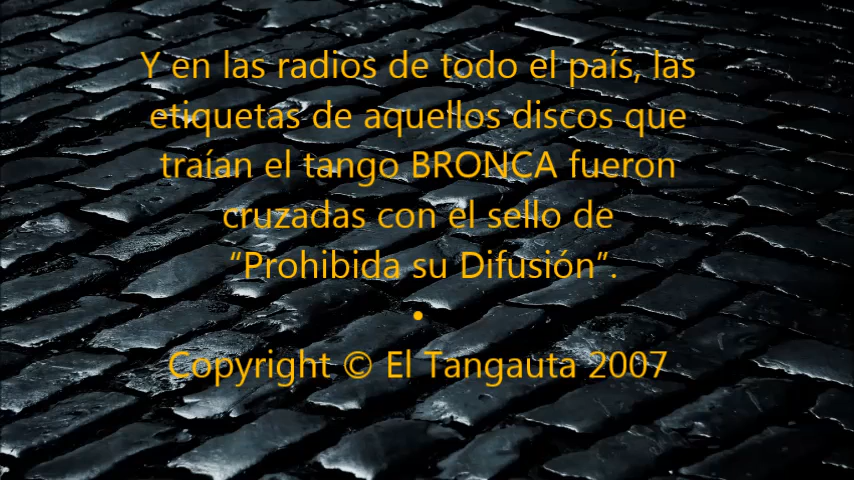 Y en las radios de todo el país, las
etiquetas de aquellos discos que
traían el tango BRONCA fueron
cruzadas con el sello de
“Prohibida su Difusión”.
•
Copyright © El Tangauta 2007